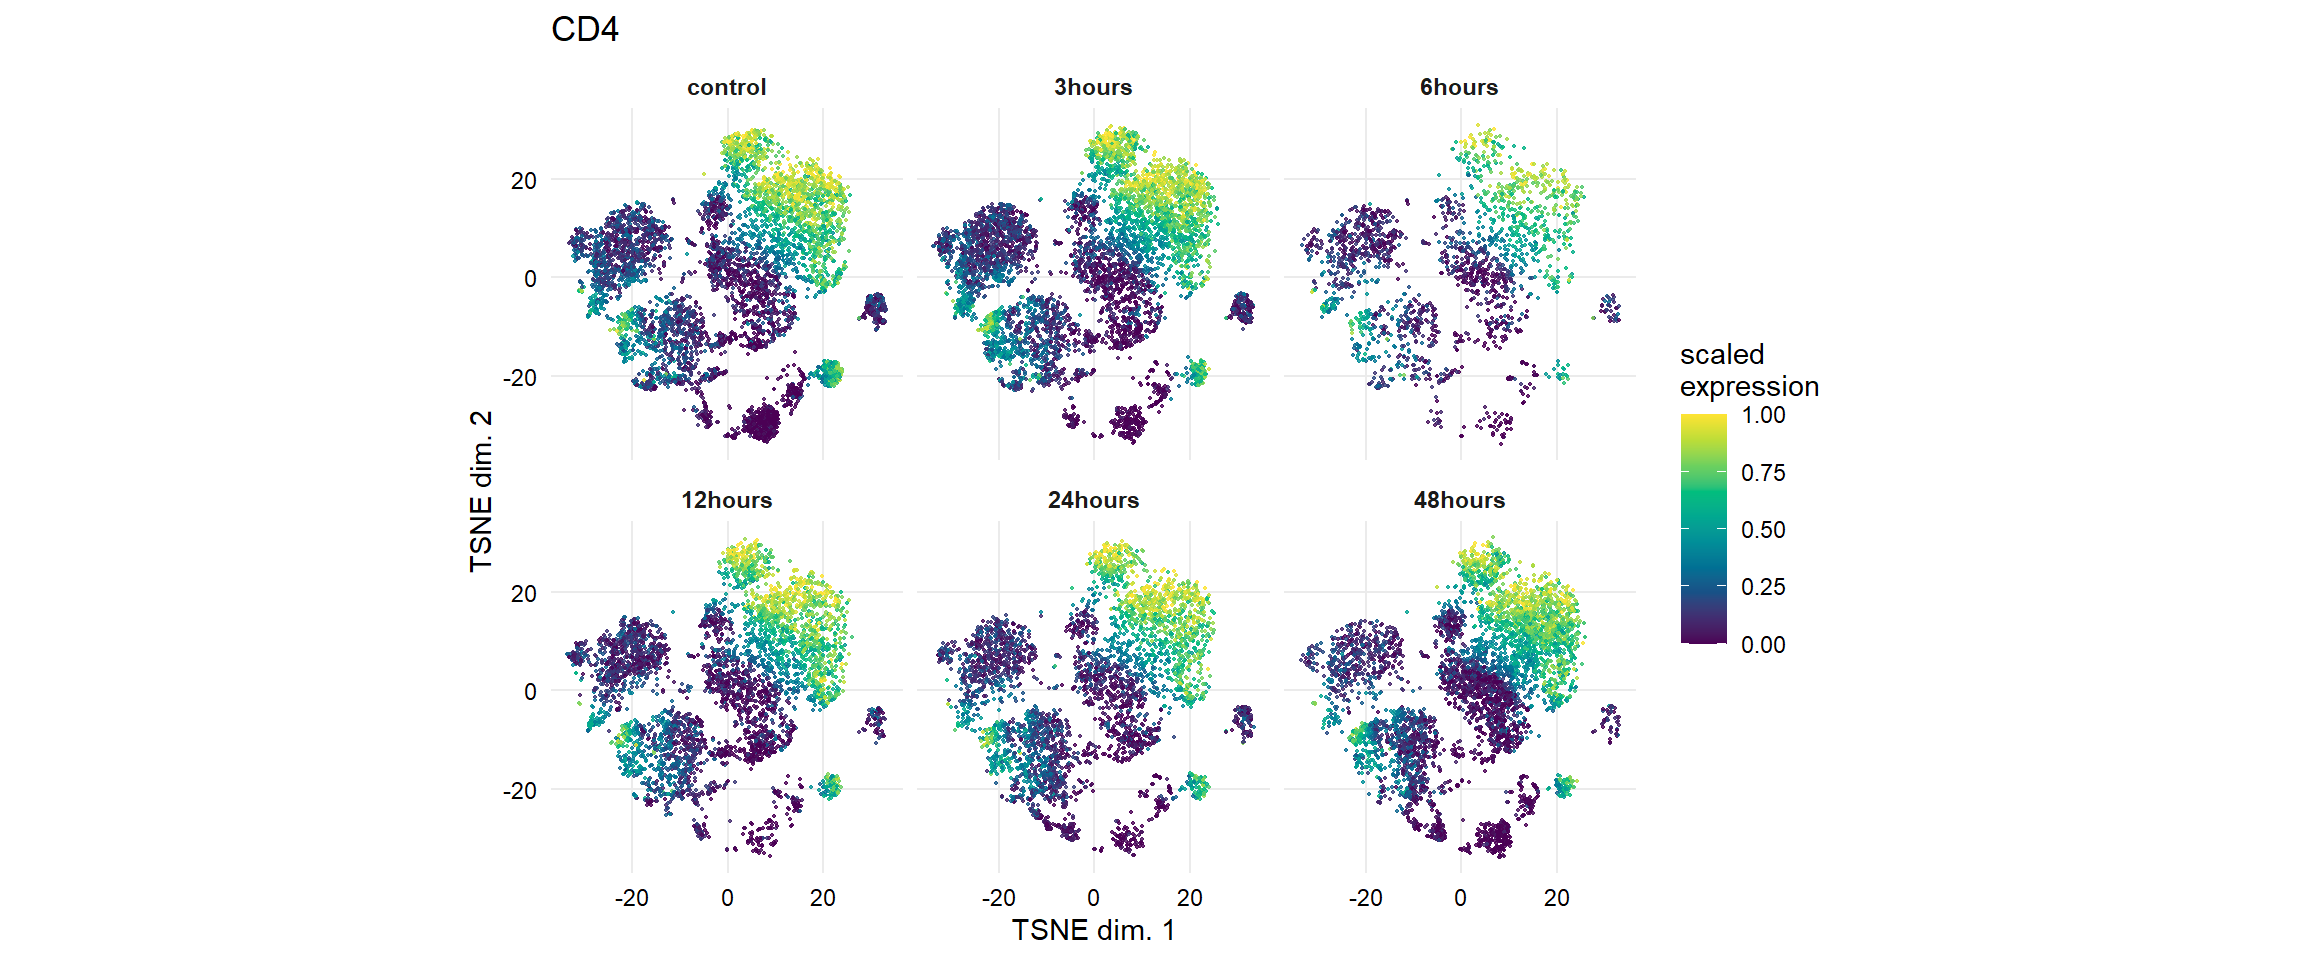 CD4
control
3hours
6hours
20
0
-20
12hours
24hours
48hours
20
0
-20
-20 0 20
-20 0 20
-20 0 20
TSNE dim. 1
TSNE dim. 2
scaled
expression
1.00
0.75
0.50
0.25
0.00